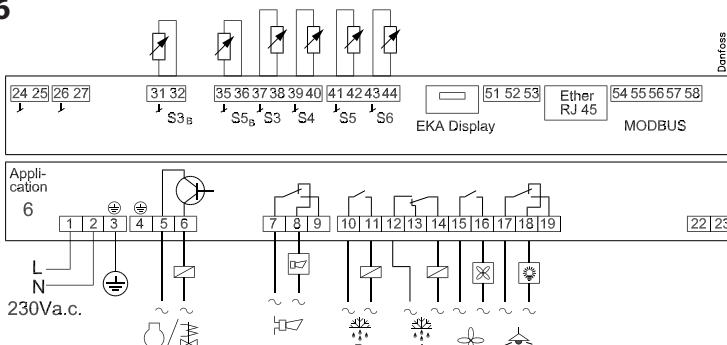 6
Danfoss
24 25 26 27 31 32 35 36 37 38 39 40 41 42 43 44 51 52 53 Ether RJ 45 54 55 56 57 58
S3B S5B S3 S4 S5 S6
EKA Display
MODBUS
Appli-
cation
6
1 2 3 4 5 6 7 8 9 10 11 12 13 14 15 16 17 18 19 22 23
L
N
230Va.c.